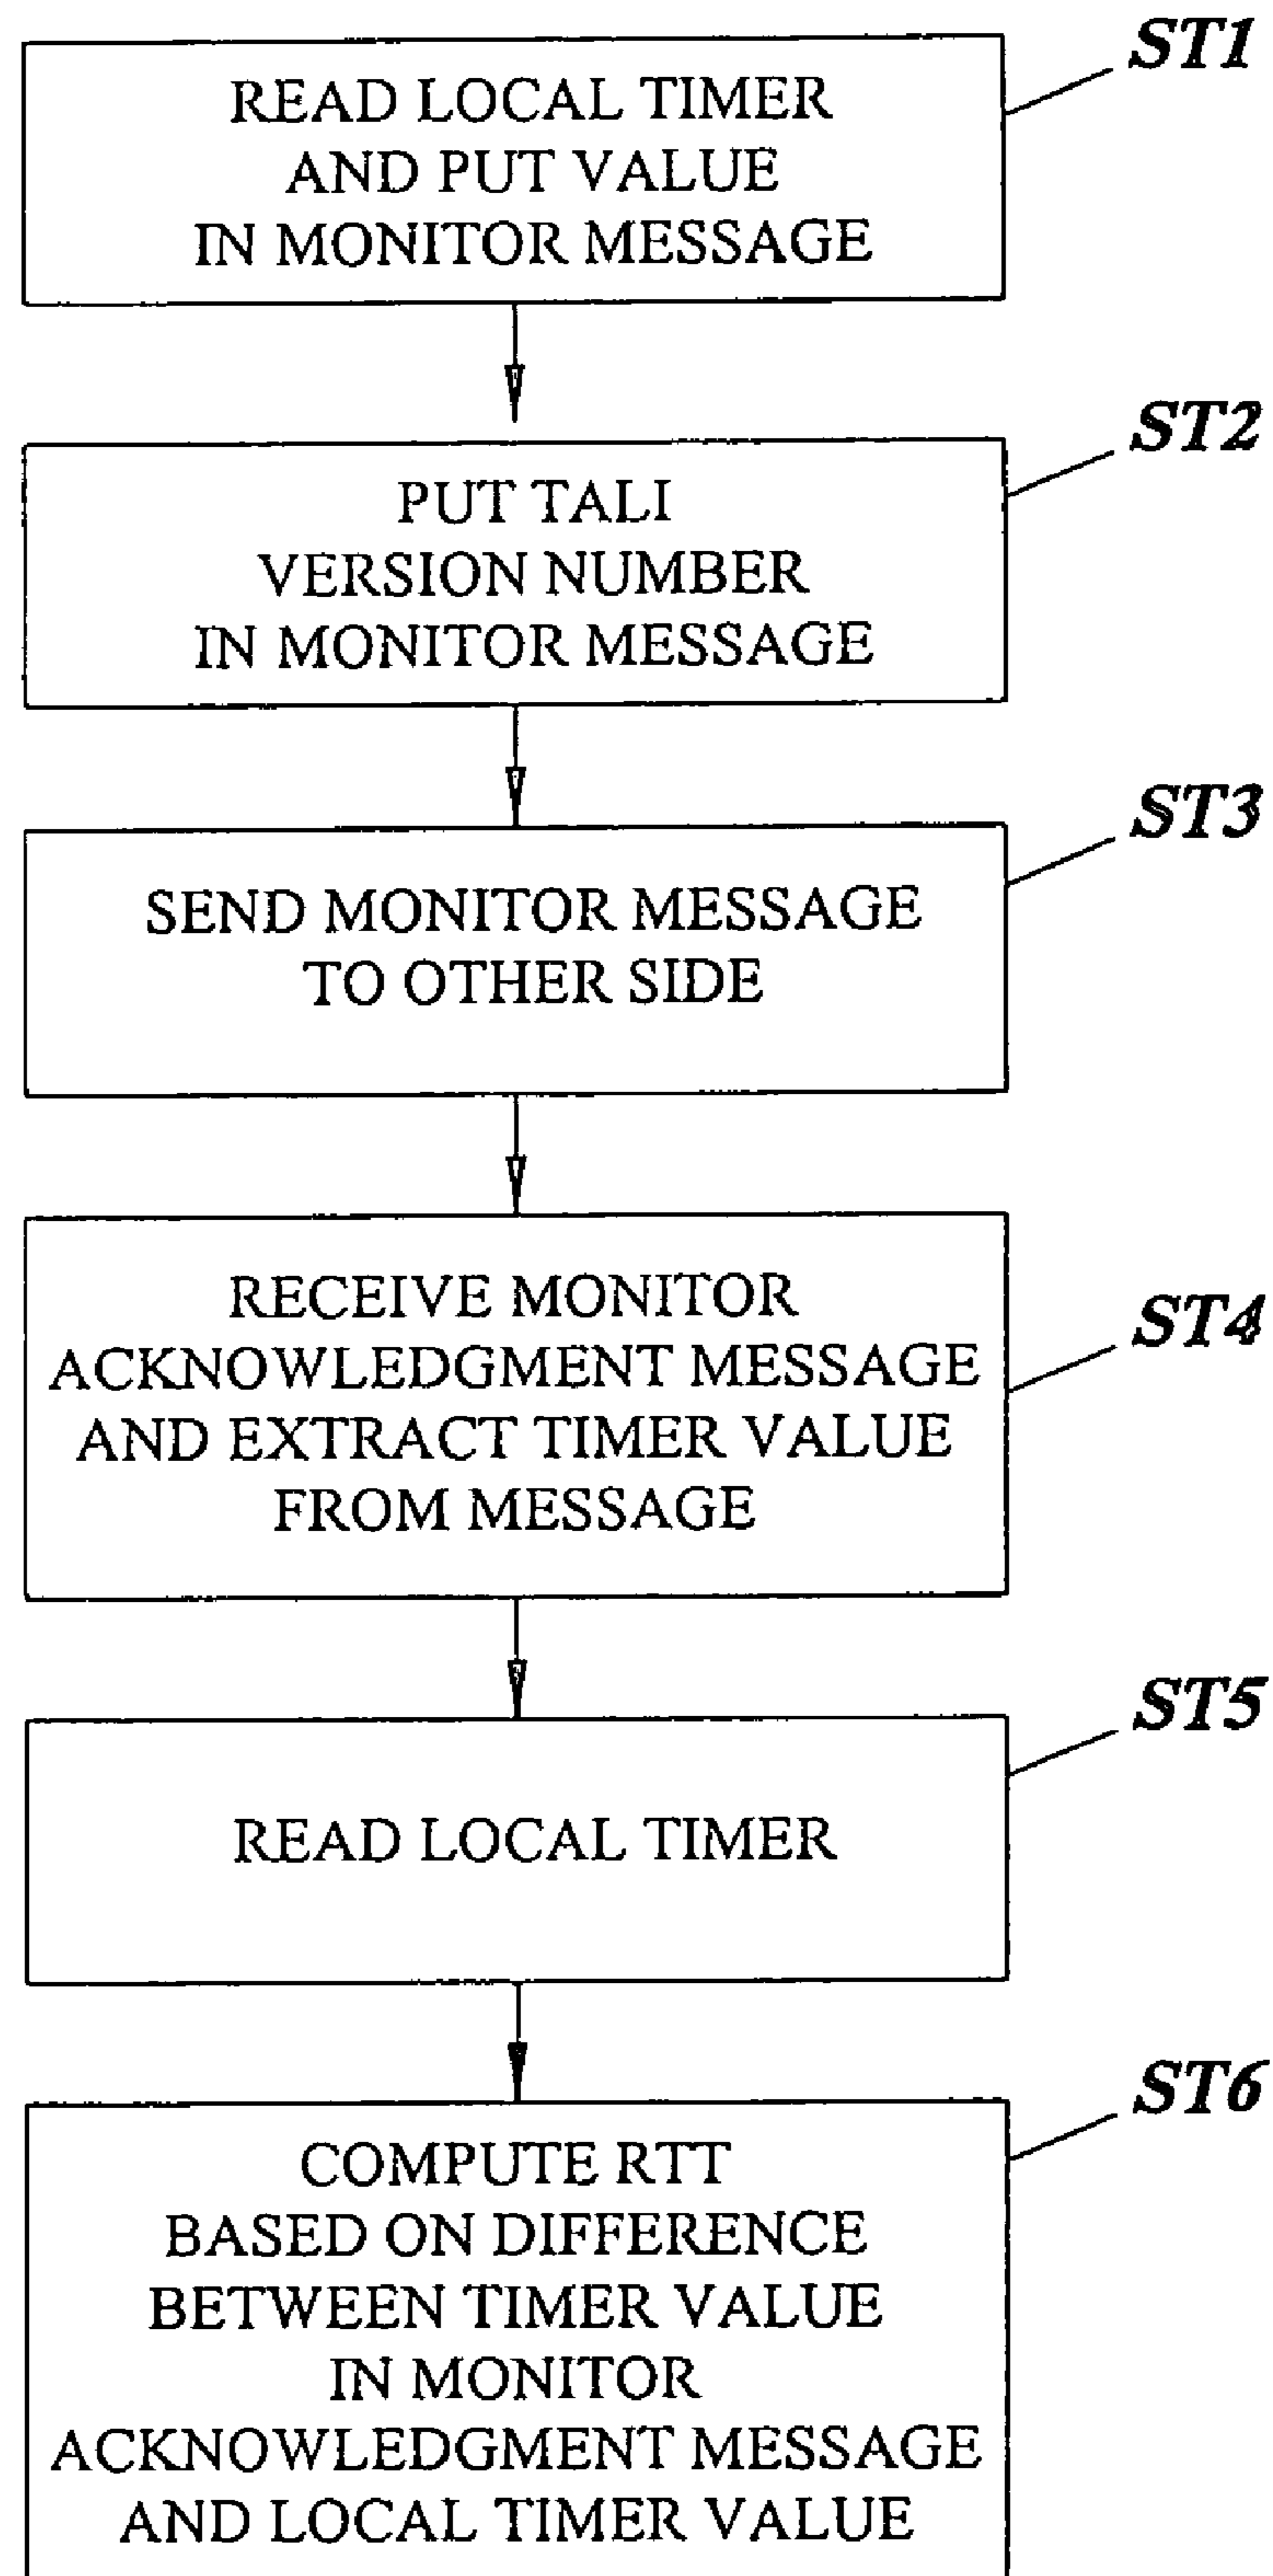 ST1
READ LOCAL TIMER
AND PUT VALUE
IN MONITOR MESSAGE
ST2
PUT TALI
VERSION NUMBER
IN MONITOR MESSAGE
ST3
SEND MONITOR MESSAGE
TO OTHER SIDE
ST4
RECEIVE MONITOR
ACKNOWLEDGMENT MESSAGE
AND EXTRACT TIMER VALUE
FROM MESSAGE
ST5
READ LOCAL TIMER
ST6
COMPUTE RTT
BASED ON DIFFERENCE
BETWEEN TIMER VALUE
IN MONITOR
ACKNOWLEDGMENT MESSAGE
AND LOCAL TIMER VALUE